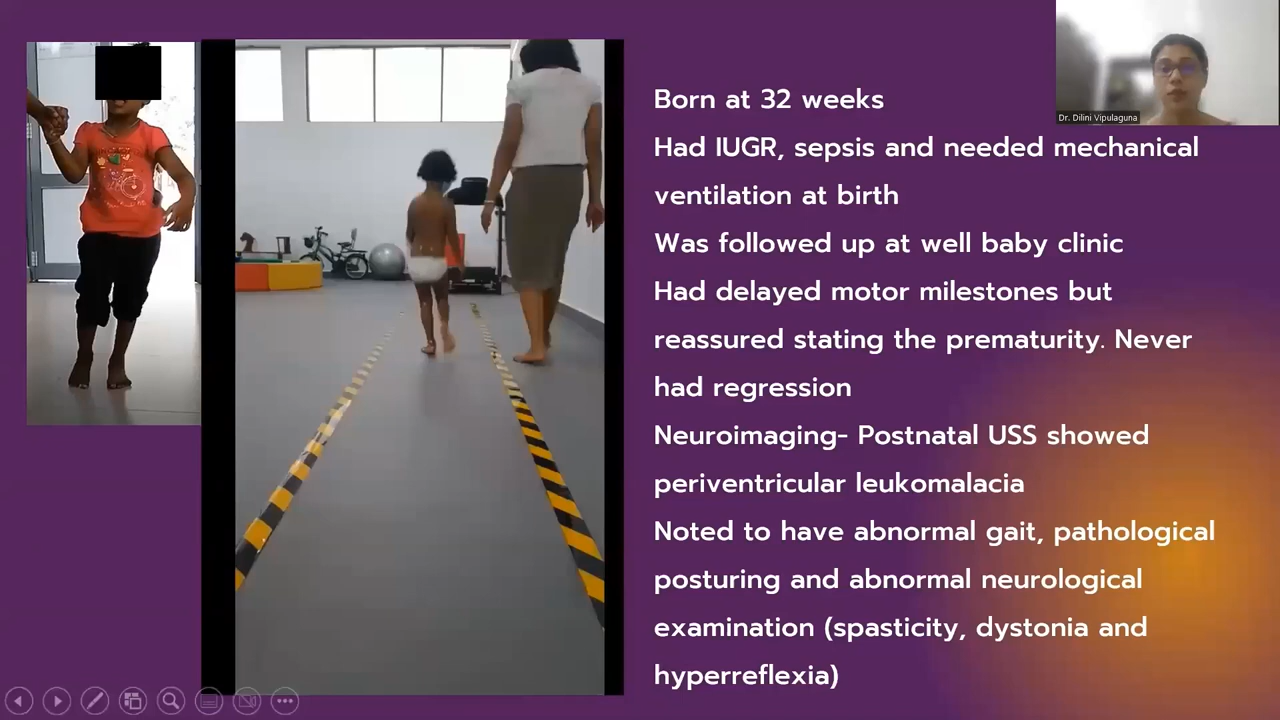 Born at 32 weeks
Had IUGR, sepsis and needed mechanical
ventilation at birth
Was followed up at well baby clinic
Had delayed motor milestones but
reassured stating the prematurity. Never
had regression
Neuroimaging- Postnatal USS showed
periventricular leukomalacia
Noted to have abnormal gait, pathological
posturing and abnormal neurological
examination (spasticity, dystonia and
hyperreflexia)
Dr. Dilini Vipulaguna